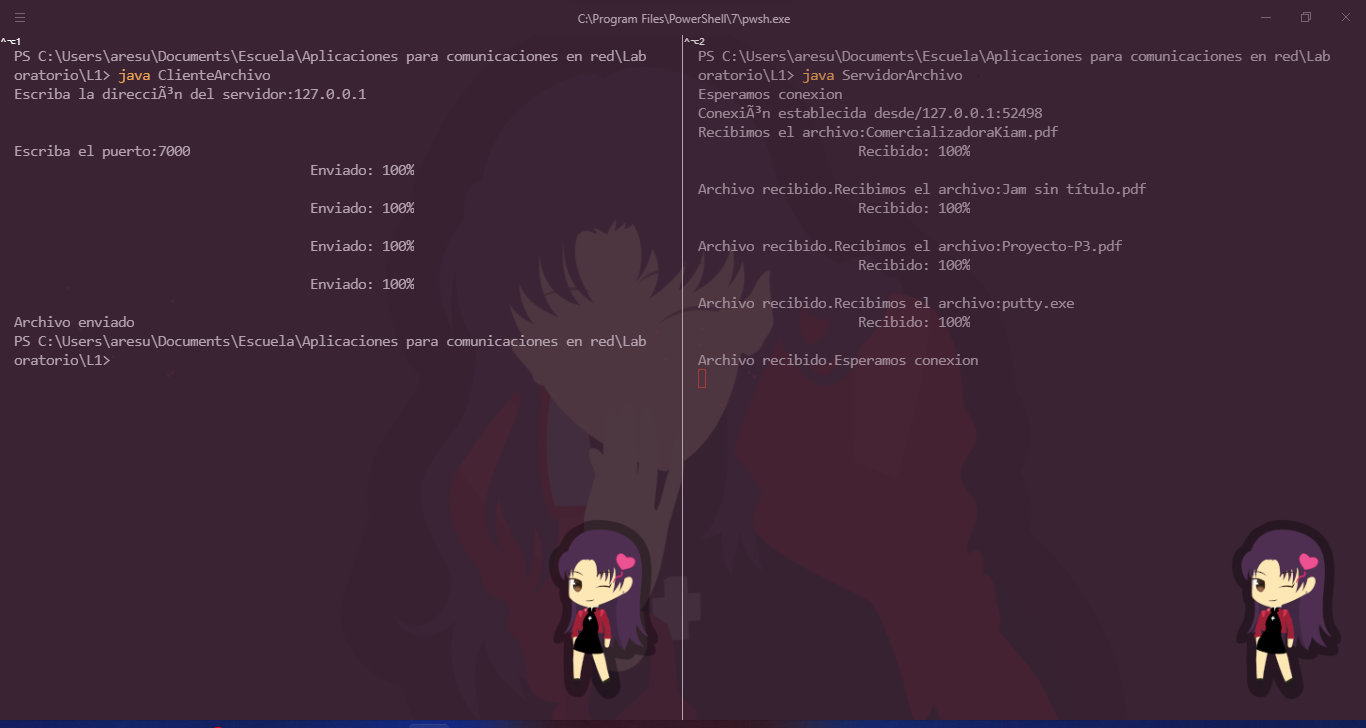 C:\Program Files\PowerShell\7\pwsh.exe
^⌥1
PS C:\Users\aresu\Documents\Escuela\Aplicaciones para comunicaciones en red\Lab
oratorio\L1> java ClienteArchivo
Escriba la direcciÃ³n del servidor:127.0.0.1
Escriba el puerto:7000
Enviado: 100%
Enviado: 100%
Enviado: 100%
Enviado: 100%
Archivo enviado
PS C:\Users\aresu\Documents\Escuela\Aplicaciones para comunicaciones en red\Lab
oratorio\L1>
^⌥2
PS C:\Users\aresu\Documents\Escuela\Aplicaciones para comunicaciones en red\Lab
oratorio\L1> java ServidorArchivo
Esperamos conexion
ConexiÃ³n establecida desde/127.0.0.1:52498
Recibimos el archivo:ComercializadoraKiam.pdf
Recibido: 100%
Archivo recibido.Recibimos el archivo:Jam sin título.pdf
Recibido: 100%
Archivo recibido.Recibimos el archivo:Proyecto-P3.pdf
Recibido: 100%
Archivo recibido.Recibimos el archivo:putty.exe
Recibido: 100%
Archivo recibido.Esperamos conexion